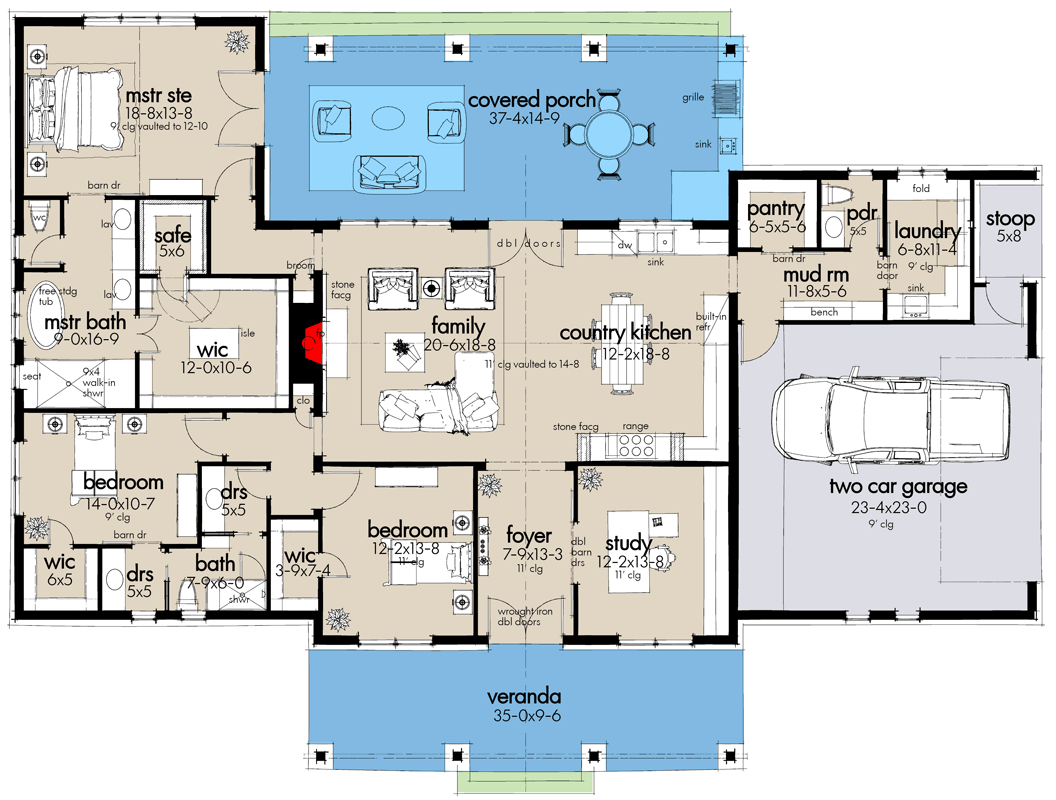 mstr ste
18-8x13-8
9' clg vaulted to 12-10
covered porch
37-4x14-9
grille
sink
barn dr
wc
lav
safe
5x6
broom
dbl doors
dw
sink
pantry
6-5x5-6
pdr
5x5
fold
laundry
6-8x11-4
9' clg
stoop
5x8
barn dr
barn
door
mud rm
11-8x5-6
sink
bench
free stdg
tub
lav
mstr bath
9-0x16-9
isle
wic
12-0x10-6
stone
facg
family
20-6x18-8
11' clg vaulted to 14-8
country kitchen
12-2x18-8
built-in
refr
seat
9x4
walk-in
shwr
clo
stone facg
range
two car garage
23-4x23-0
9' clg
bedroom
14-0x10-7
9' clg
barn dr
drs
5x5
bedroom
12-2x13-8
11' clg
foyer
7-9x13-3
11' clg
dbl
barn
drs
study
12-2x13-8
11' clg
wic
6x5
drs
5x5
bath
7-9x6-0
shwr
wic
3-9x7-4
wrought iron
dbl doors
veranda
35-0x9-6